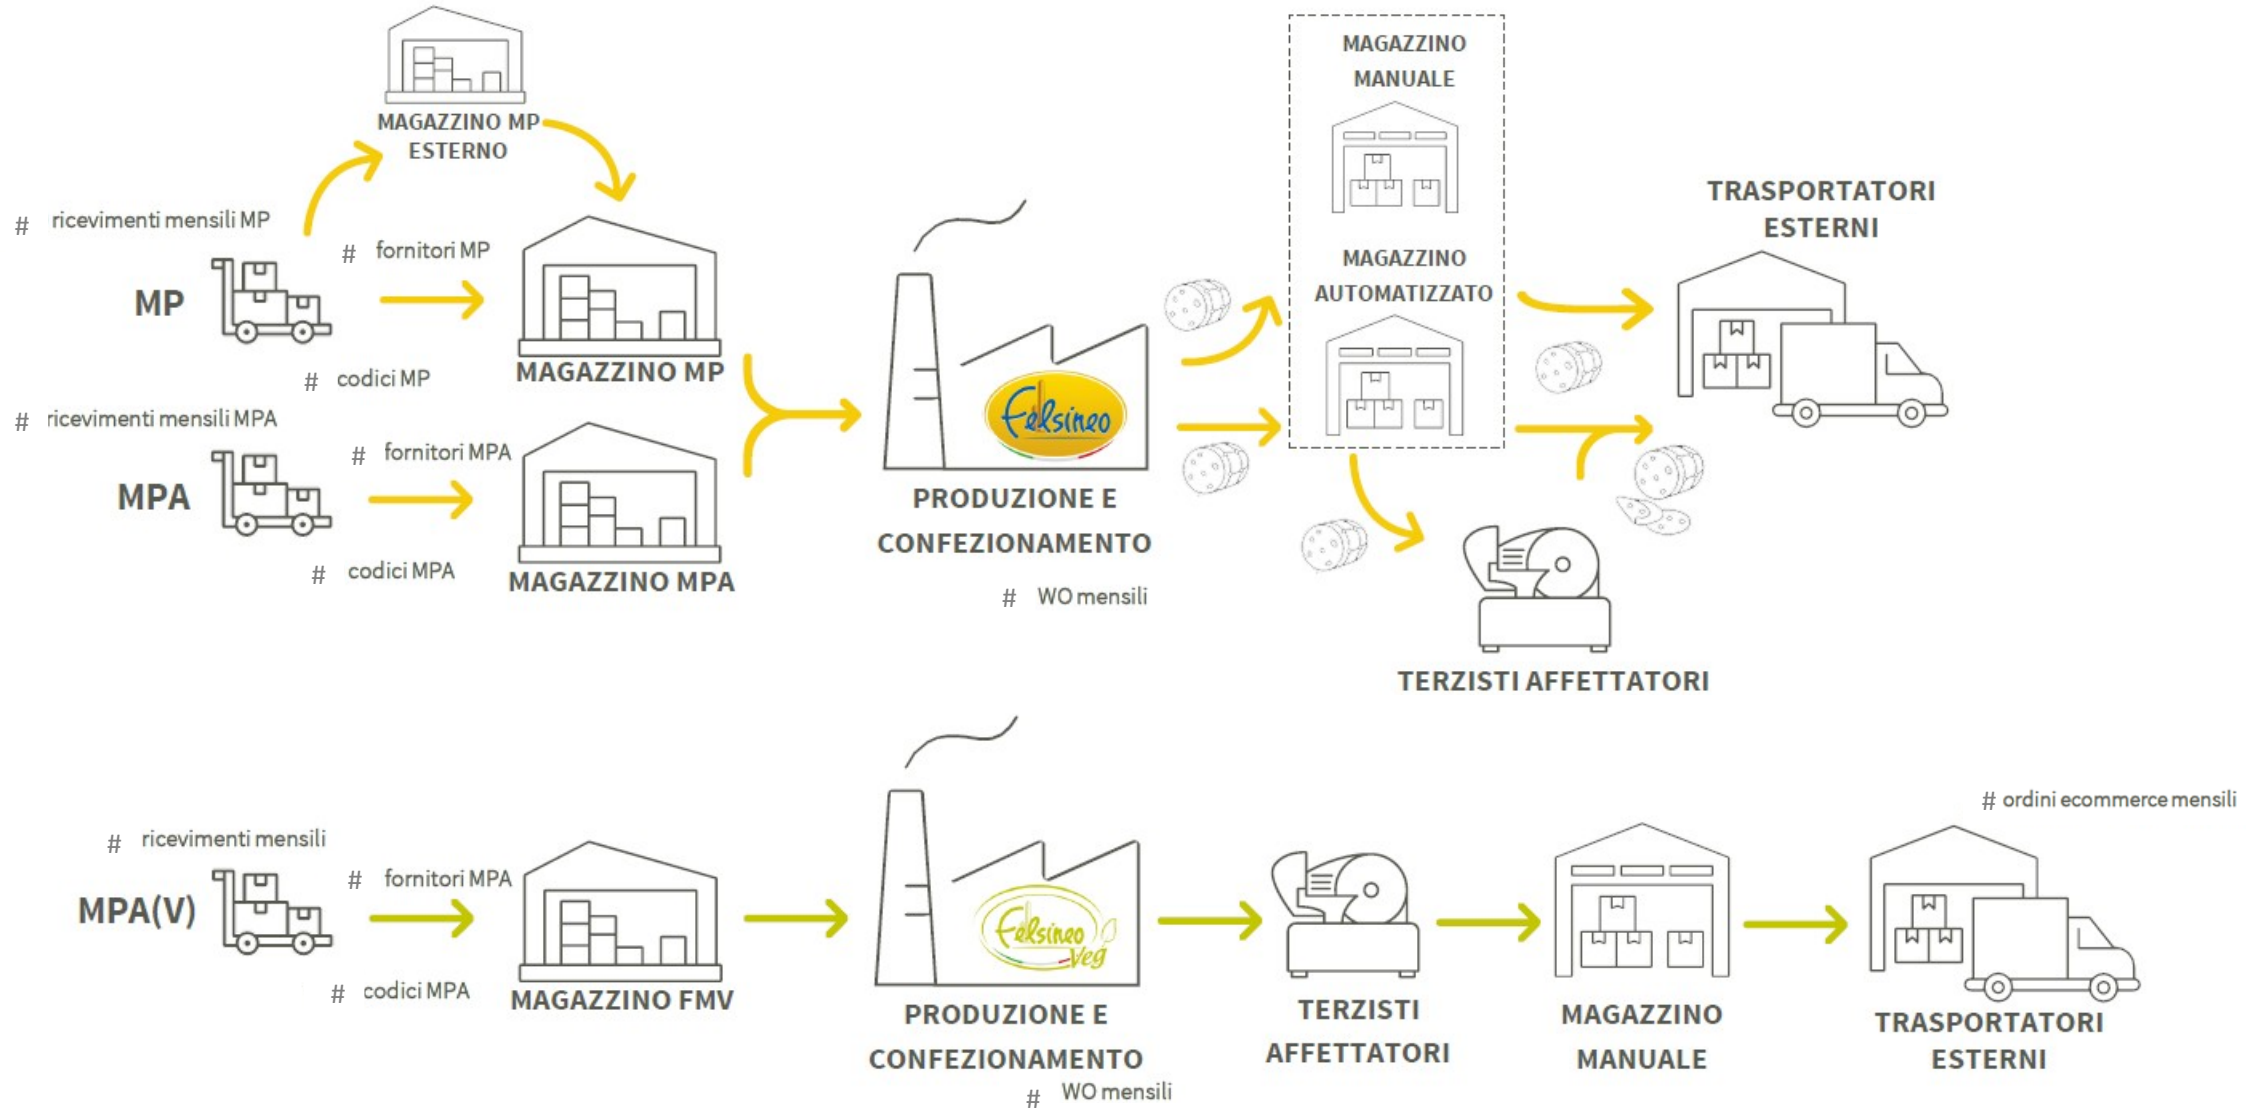 MAGAZZINO MP
ESTERNO
# ricevimenti mensili MP
# fornitori MP
MP
# codici MP
MAGAZZINO MP
# ricevimenti mensili MPA
# fornitori MPA
MPA
# codici MPA
MAGAZZINO MPA
Felsineo
PRODUZIONE E
CONFEZIONAMENTO
# WO mensili
MAGAZZINO
MANUALE
MAGAZZINO
AUTOMATIZZATO
TRASPORTATORI
ESTERNI
TERZISTI AFFETTATORI
# ricevimenti mensili
# fornitori MPA
MPA(V)
# codici MPA
MAGAZZINO FMV
Felsineo
Veg
PRODUZIONE E
CONFEZIONAMENTO
# WO mensili
TERZISTI
AFFETTATORI
MAGAZZINO
MANUALE
# ordini ecommerce mensili
TRASPORTATORI
ESTERNI